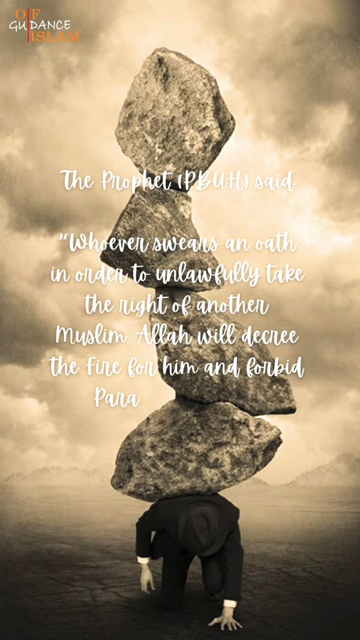 OF
GUIDANCE
ISLAM
The Prophet (PBUH) said:
"Whoever swears an oath
in order to unlawfully take
the right of another
Muslim, Allah will decree
the Fire for him and forbid
Para